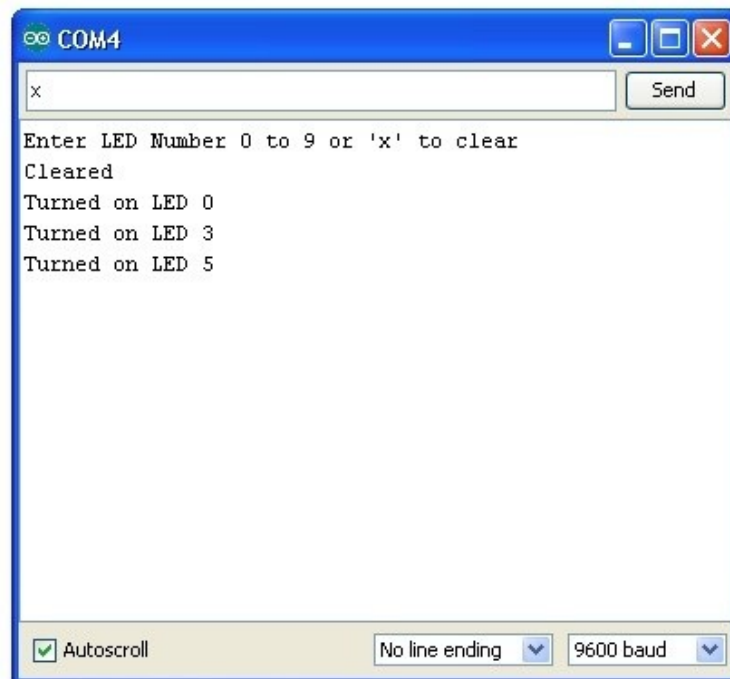 COM4
x
Send
Enter LED Number 0 to 9 or 'x' to clear
Cleared
Turned on LED 0
Turned on LED 3
Turned on LED 5
Autoscroll
No line ending
9600 baud